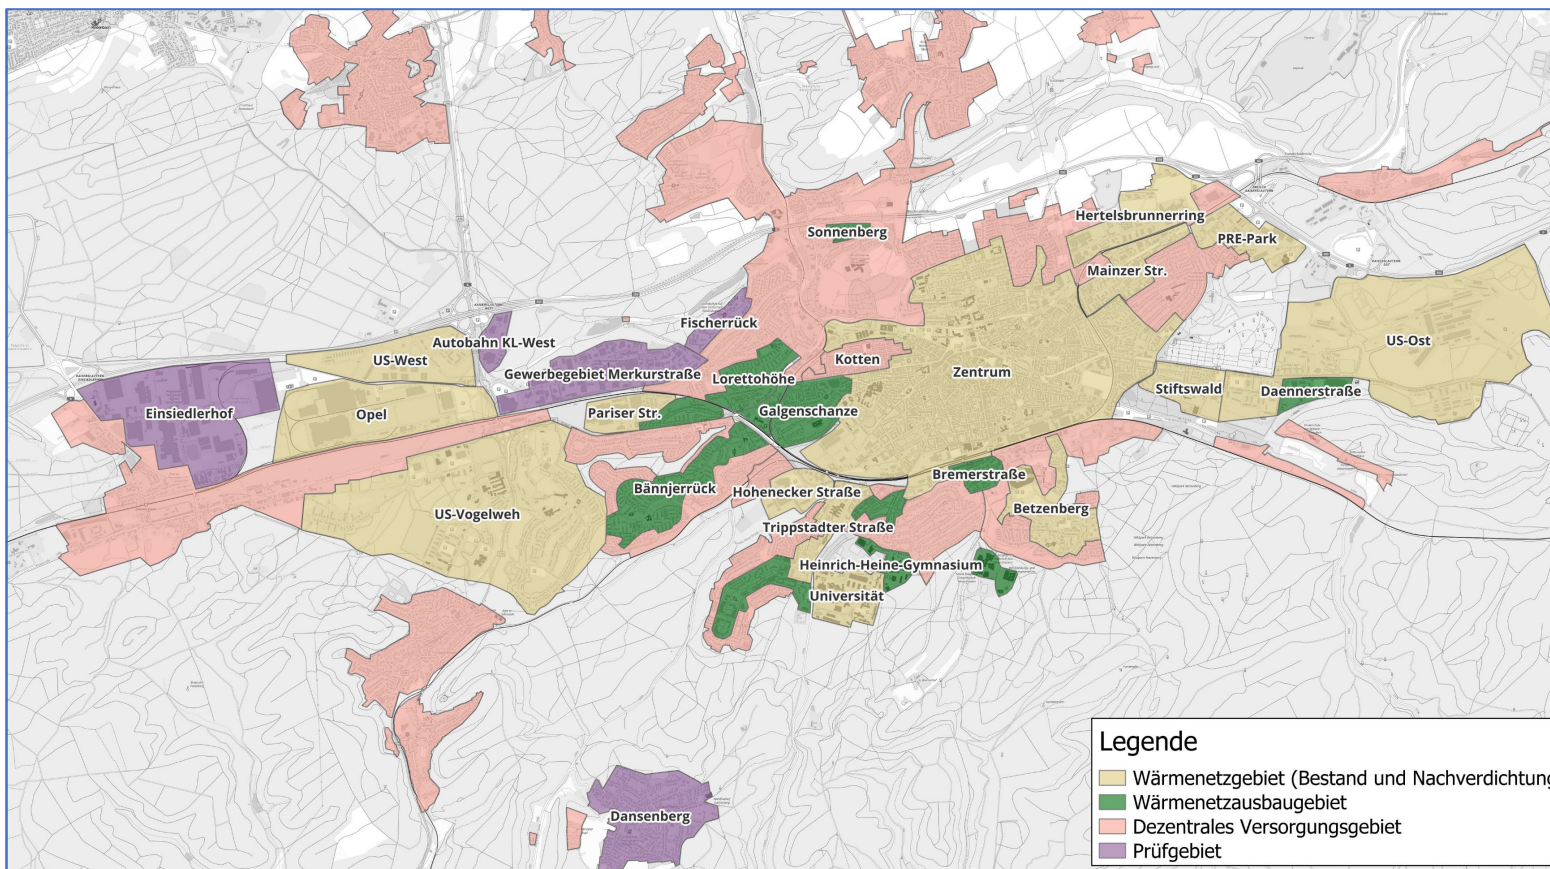 Sonnenberg
Hertelsbrunnerring
PRE-Park
Mainzer Str.
Fischerrück
Autobahn KL-West
US-West
Gewerbegebiet Merkurstraße
Kotten
Lorettohöhe
Zentrum
US-Ost
Einsiedlerhof
Opel
Pariser Str.
Galgenschanze
Stiftswald
Daennerstraße
Bännjerrück
Hohenecker Straße
Bremerstraße
US-Vogelweh
Betzenberg
Trippstadter Straße
Heinrich-Heine-Gymnasium
Universität
Dansenberg
Legende
Wärmenetzgebiet (Bestand und Nachverdichtung
Wärmenetzausbaugebiet
Dezentrales Versorgungsgebiet
Prüfgebiet